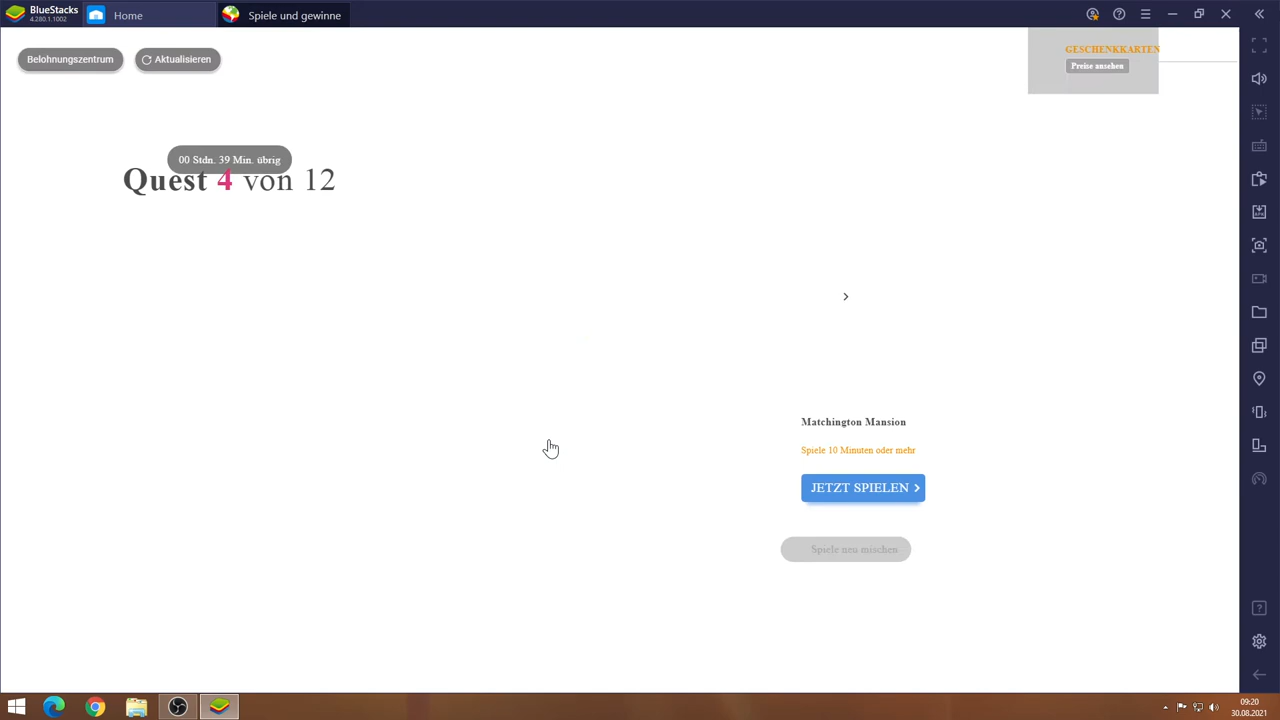 BlueStacks
4.280.1.1002
Home
Spiele und gewinne
Belohnungszentrum
Aktualisieren
GESCHENKKARTEN
Preise ansehen
00 Stdn. 39 Min. übrig
Quest 4 von 12
Matchington Mansion
Spiele 10 Minuten oder mehr
JETZT SPIELEN
Spiele neu mischen
09:20
30.08.2021